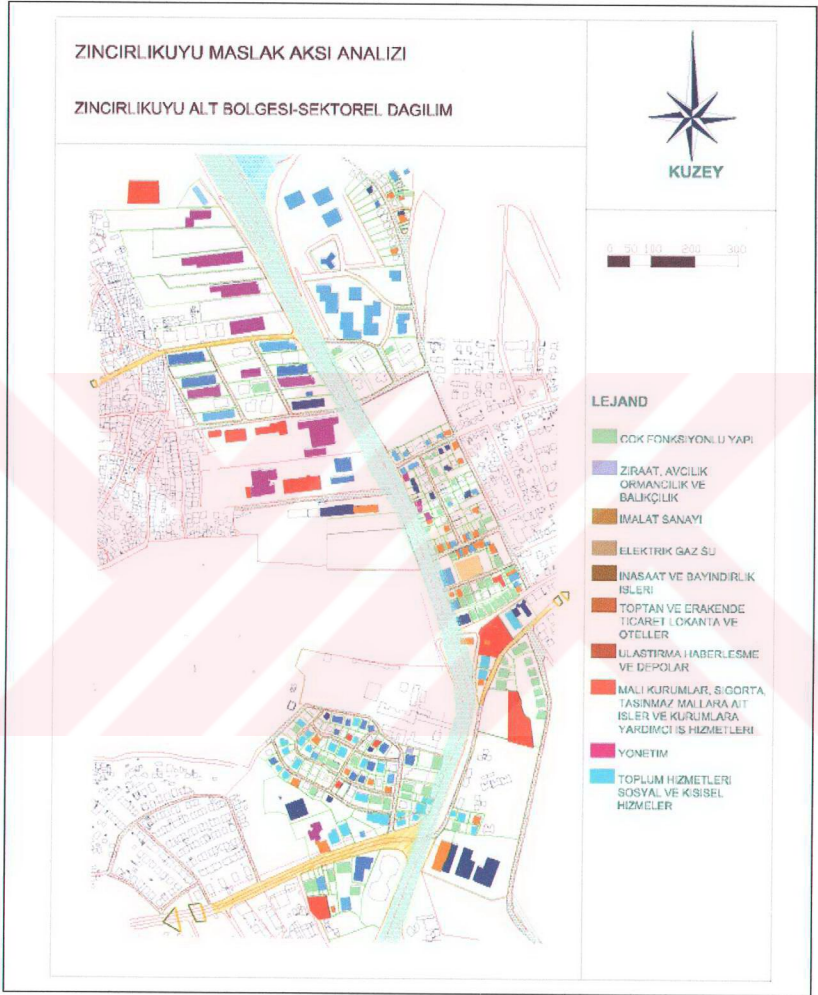 ZINCIRLIKUYU MASLAK AKSI ANALIZI
ZINCIRLIKUYU ALT BOLGESI-SEKTOREL DAGILIM
KUZEY
0 50 100 200 300
LEJAND
COK FONKSIYONLU YAPI
ZIRAAT, AVCILIK
ORMANCILIK VE
BALIKÇILIK
IMALAT SANAYI
ELEKTRIK GAZ SU
INASAAT VE BAYINDIRLIK
ISLERI
TOPTAN VE ERAKENDE
TICARET LOKANTA VE
OTELLER
ULASTIRMA HABERLESME
VE DEPOLAR
MALI KURUMLAR, SIGORTA,
TASINMAZ MALLARA AIT
ISLER VE KURUMLARA
YARDIMCI IS HIZMETLERI
YONETIM
TOPLUM HIZMETLERI
SOSYAL VE KISISEL
HIZMELER